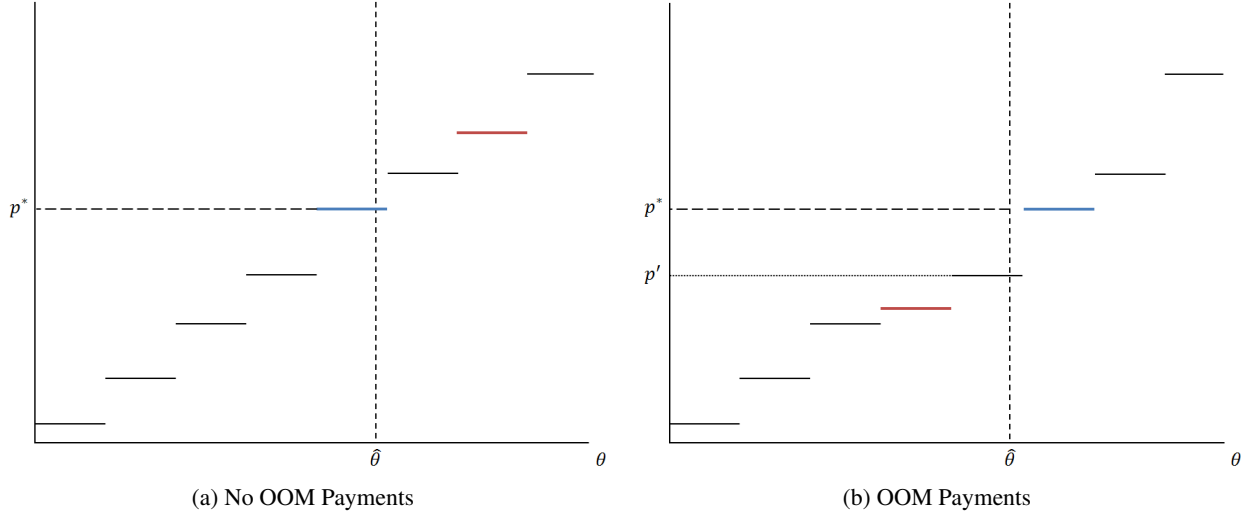 p*
θ̂
θ
(a) No OOM Payments
p*
p′
θ̂
θ
(b) OOM Payments